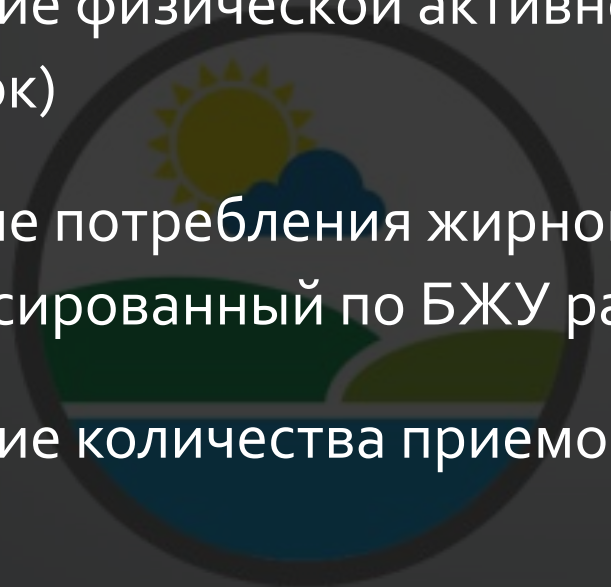 ие физической активн
ок)
ие потребления жирно
сированный по БЖУ ра
ие количества приемо